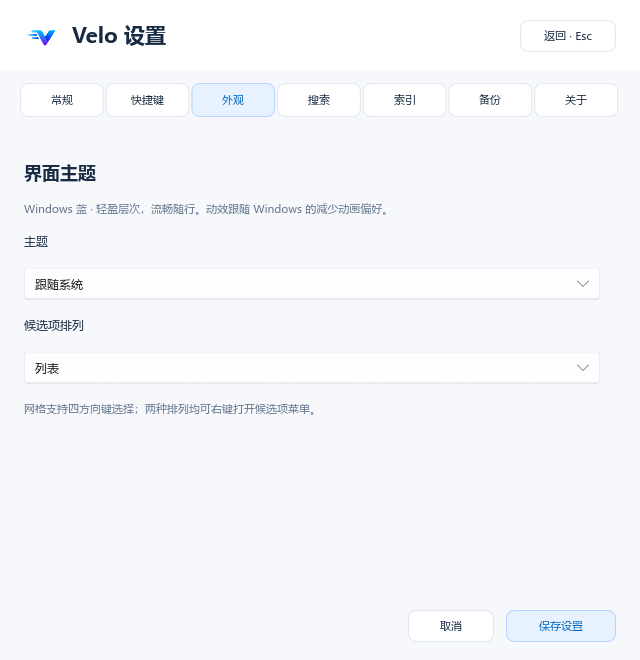 Velo 设置
返回 · Esc
常规 快捷键 外观 搜索 索引 备份 关于
界面主题
Windows 蓝 · 轻盈层次，流畅随行。动效跟随 Windows 的减少动画偏好。
主题
跟随系统
候选项排列
列表
网格支持四方向键选择；两种排列均可右键打开候选项菜单。
取消 保存设置